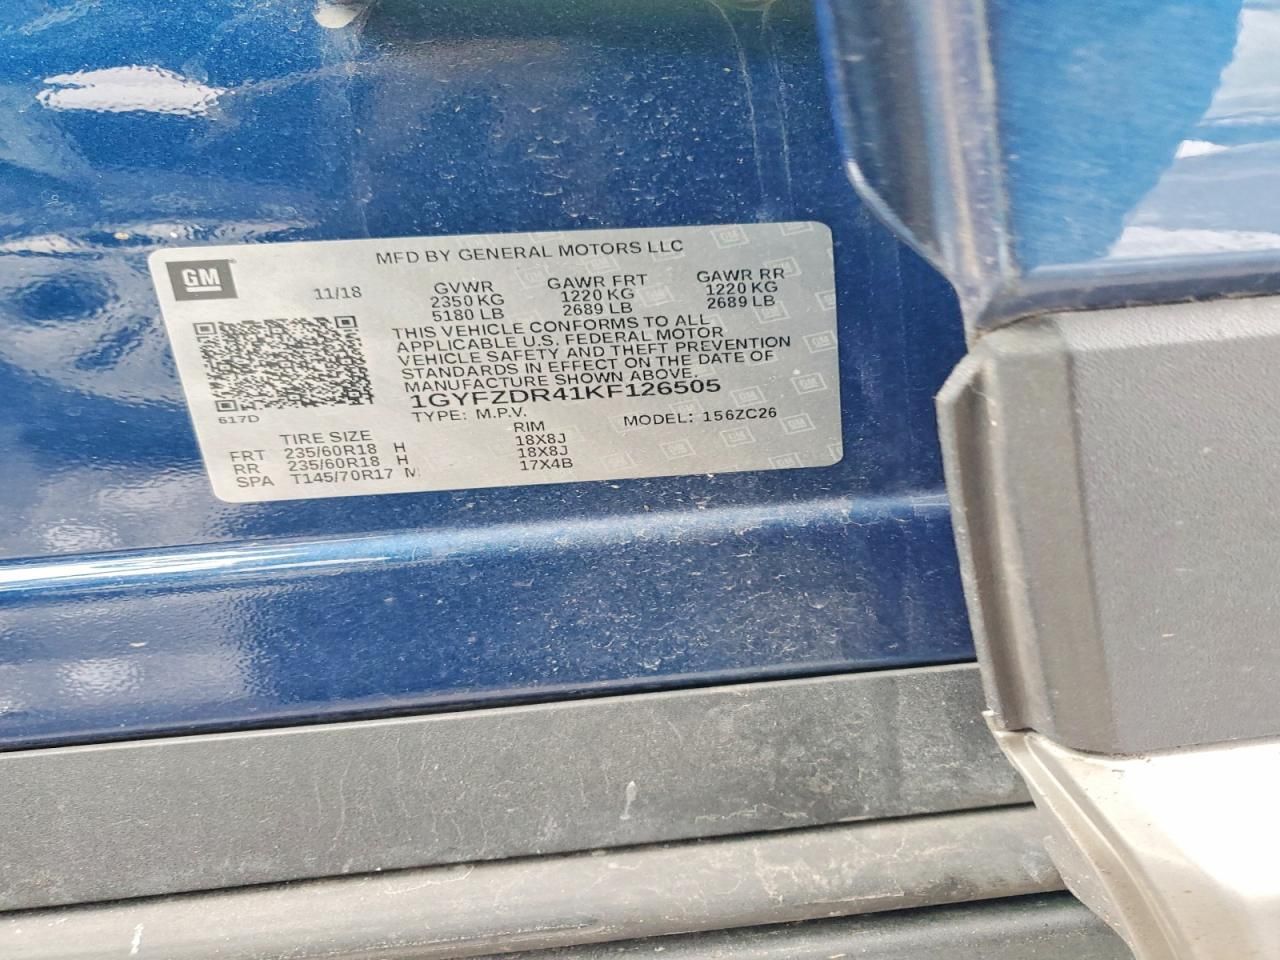 MFD BY GENERAL MOTORS LLC
GM
11/18
GVWR GAWR FRT GAWR RR
2350 KG 1220 KG 1220 KG
5180 LB 2689 LB 2689 LB
THIS VEHICLE CONFORMS TO ALL
APPLICABLE U.S. FEDERAL MOTOR
VEHICLE SAFETY AND THEFT PREVENTION
STANDARDS IN EFFECT ON THE DATE OF
MANUFACTURE SHOWN ABOVE.
1GYFZDR41KF126505
617D
TYPE: M.P.V. MODEL: 156ZC26
TIRE SIZE RIM
FRT 235/60R18 H 18X8J
RR 235/60R18 H 18X8J
SPA T145/70R17 M 17X4B